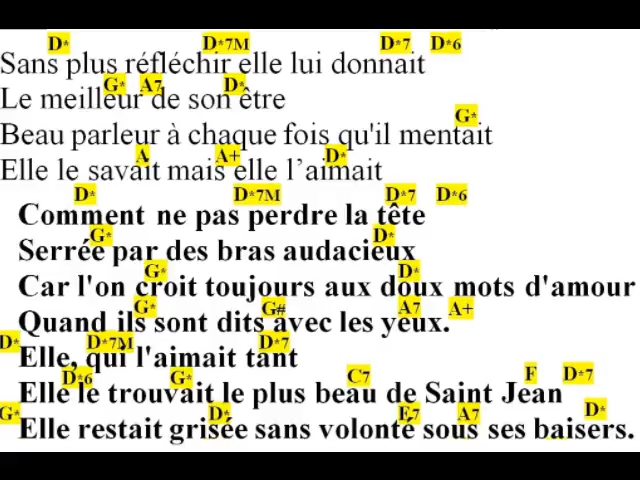 D* D*7M D*7 D*6
Sans plus réfléchir elle lui donnait
G* A7 D*
Le meilleur de son être
G*
Beau parleur à chaque fois qu'il mentait
A A+ D*
Elle le savait mais elle l’aimait
D* D*7M D*7 D*6
Comment ne pas perdre la tête
G* D*
Serrée par des bras audacieux
G* D*
Car l'on croit toujours aux doux mots d'amour
G* G# A7 A+
Quand ils sont dits avec les yeux.
D* D*7M D*7
Elle, qui l'aimait tant
D*6 G* C7 F D*7
Elle le trouvait le plus beau de Saint Jean
G* D* E7 A7 D*
Elle restait grisée sans volonté sous ses baisers.